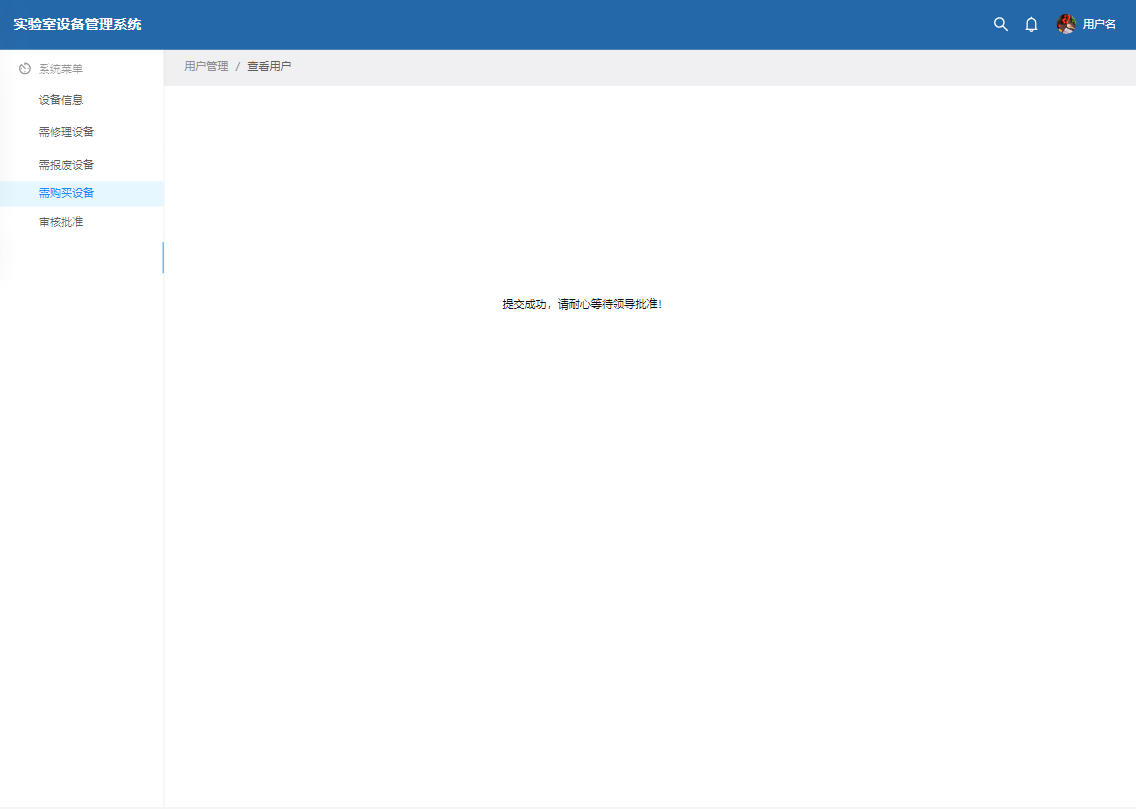 实验室设备管理系统
用户名
系统菜单
用户管理 / 查看用户
设备信息
需修理设备
需报废设备
需购买设备
审核批准
提交成功，请耐心等待领导批准!